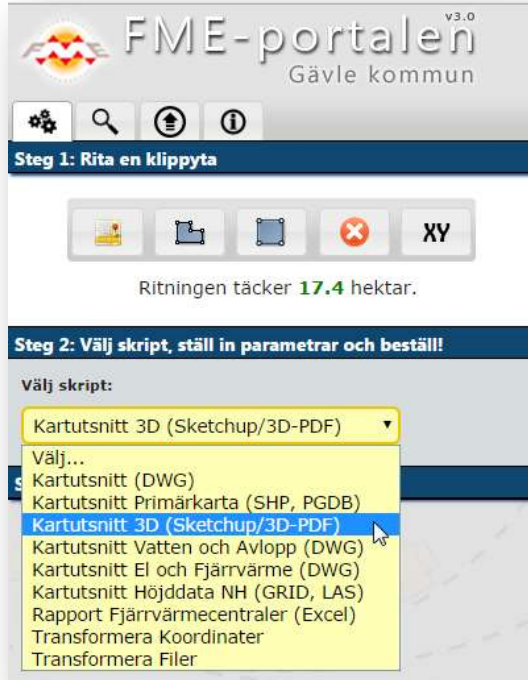 v3.0
FME-portalen
Gävle kommun
Steg 1: Rita en klippyta
XY
Ritningen täcker 17.4 hektar.
Steg 2: Välj skript, ställ in parametrar och beställ!
Välj skript:
Kartutsnitt 3D (Sketchup/3D-PDF)
Välj...
Kartutsnitt (DWG)
Kartutsnitt Primärkarta (SHP, PGDB)
Kartutsnitt 3D (Sketchup/3D-PDF)
Kartutsnitt Vatten och Avlopp (DWG)
Kartutsnitt El och Fjärrvärme (DWG)
Kartutsnitt Höjddata NH (GRID, LAS)
Rapport Fjärrvärmecentraler (Excel)
Transformera Koordinater
Transformera Filer